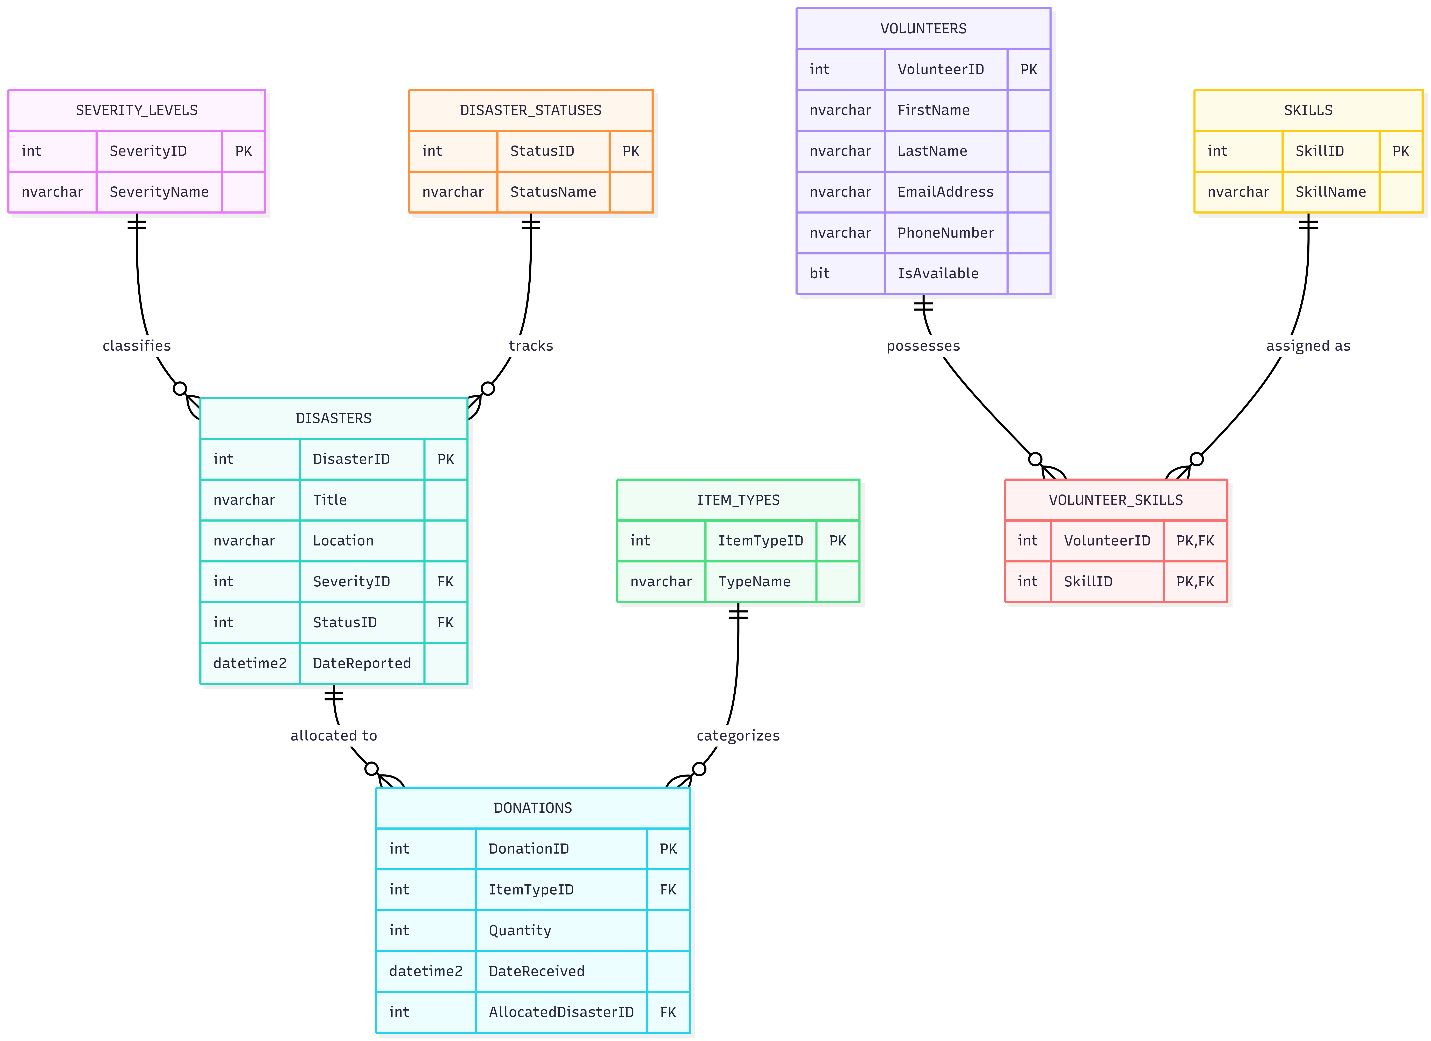 VOLUNTEERS
int VolunteerID PK
nvarchar FirstName
nvarchar LastName
nvarchar EmailAddress
nvarchar PhoneNumber
bit IsAvailable
SEVERITY_LEVELS
int SeverityID PK
nvarchar SeverityName
DISASTER_STATUSES
int StatusID PK
nvarchar StatusName
SKILLS
int SkillID PK
nvarchar SkillName
classifies
tracks
possesses
assigned as
DISASTERS
int DisasterID PK
nvarchar Title
nvarchar Location
int SeverityID FK
int StatusID FK
datetime2 DateReported
ITEM_TYPES
int ItemTypeID PK
nvarchar TypeName
VOLUNTEER_SKILLS
int VolunteerID PK,FK
int SkillID PK,FK
allocated to
categorizes
DONATIONS
int DonationID PK
int ItemTypeID FK
int Quantity
datetime2 DateReceived
int AllocatedDisasterID FK